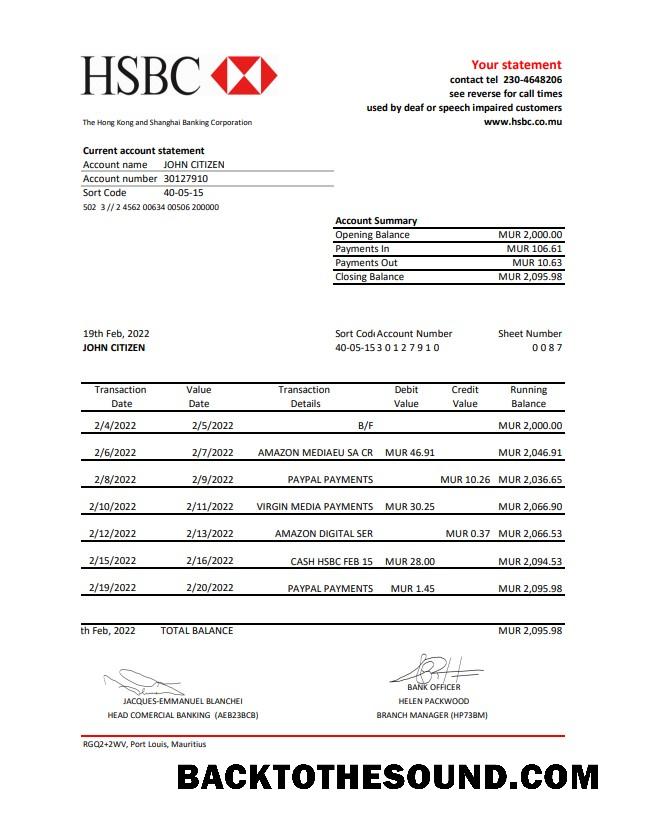 HSBC
Your statement
contact tel 230-4648206
see reverse for call times
used by deaf or speech impaired customers
The Hong Kong and Shanghai Banking Corporation
www.hsbc.co.mu
Current account statement
Account name JOHN CITIZEN
Account number 30127910
Sort Code 40-05-15
502 3 // 2 4562 00634 00506 200000
Account Summary
Opening Balance MUR 2,000.00
Payments In MUR 106.61
Payments Out MUR 10.63
Closing Balance MUR 2,095.98
19th Feb, 2022 Sort Cod Account Number Sheet Number
JOHN CITIZEN 40-05-15 3 0 1 2 7 9 1 0 0 0 8 7
Transaction Value Transaction Debit Credit Running
Date Date Details Value Value Balance
2/4/2022 2/5/2022 B/F MUR 2,000.00
2/6/2022 2/7/2022 AMAZON MEDIAEU SA CR MUR 46.91 MUR 2,046.91
2/8/2022 2/9/2022 PAYPAL PAYMENTS MUR 10.26 MUR 2,036.65
2/10/2022 2/11/2022 VIRGIN MEDIA PAYMENTS MUR 30.25 MUR 2,066.90
2/12/2022 2/13/2022 AMAZON DIGITAL SER MUR 0.37 MUR 2,066.53
2/15/2022 2/16/2022 CASH HSBC FEB 15 MUR 28.00 MUR 2,094.53
2/19/2022 2/20/2022 PAYPAL PAYMENTS MUR 1.45 MUR 2,095.98
th Feb, 2022 TOTAL BALANCE MUR 2,095.98
BANK OFFICER
JACQUES-EMMANUEL BLANCHEI HELEN PACKWOOD
HEAD COMERCIAL BANKING (AEB23BCB) BRANCH MANAGER (HP73BM)
RGQ2+2WV, Port Louis, Mauritius
BACKTOTHESOUND.COM